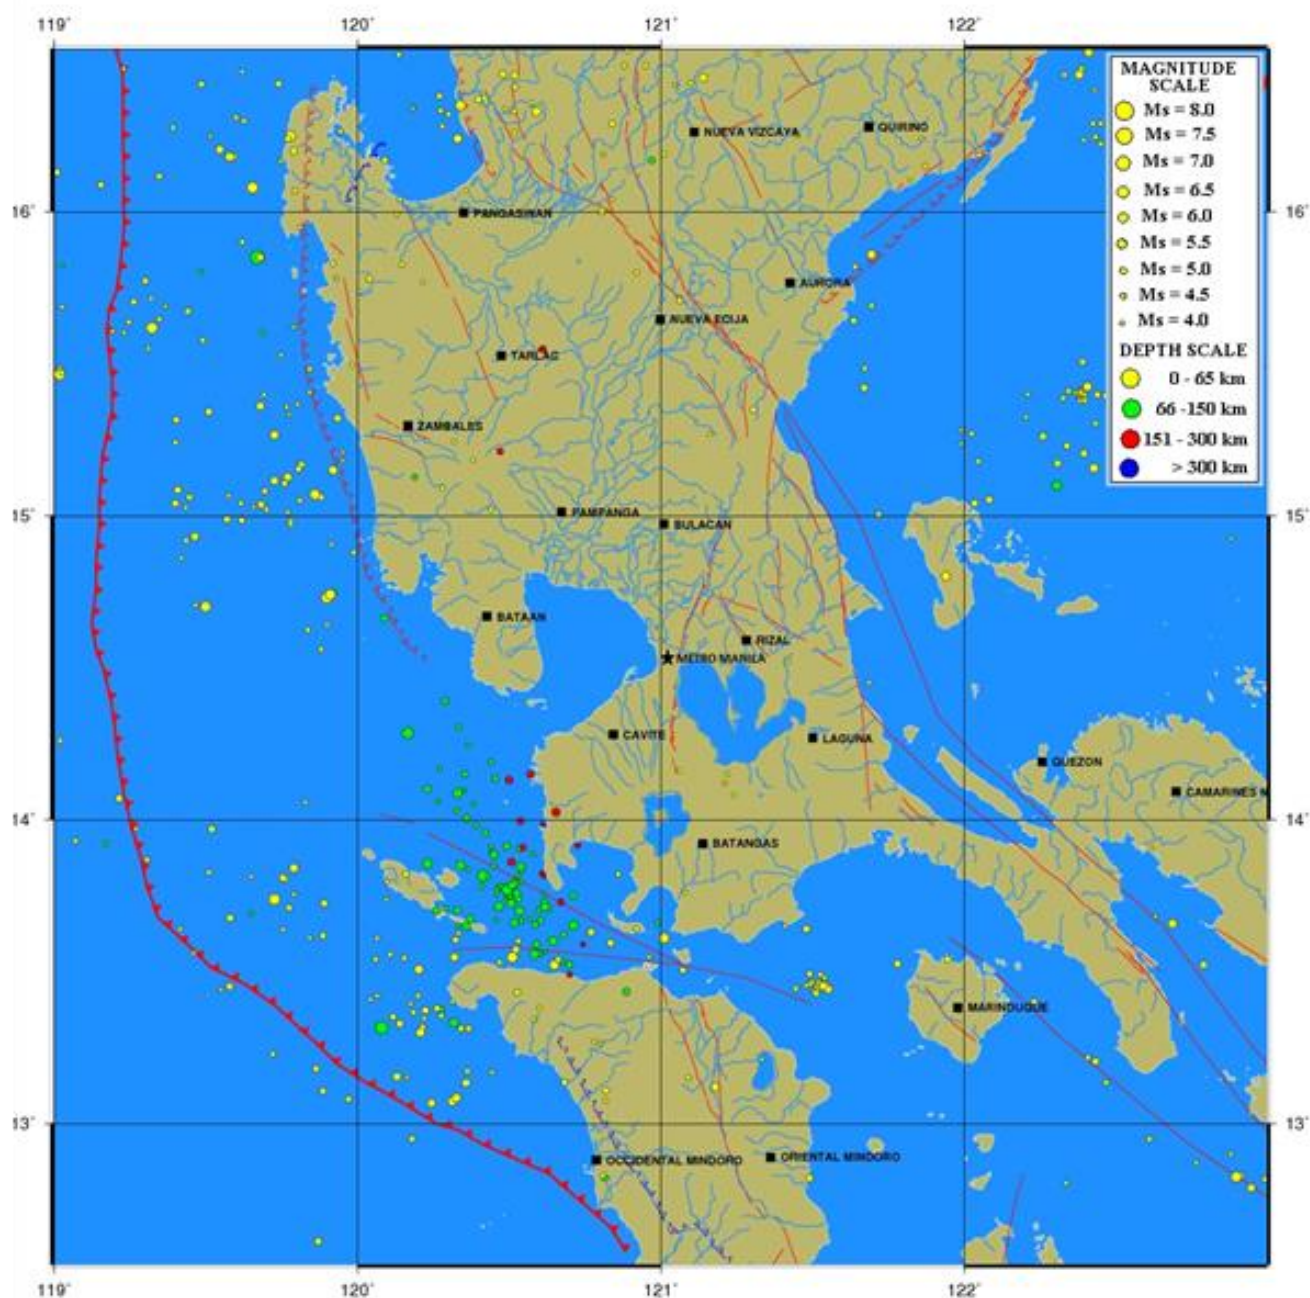 119° 120° 121° 122°
MAGNITUDE
SCALE
Ms = 8.0
Ms = 7.5
Ms = 7.0
Ms = 6.5
Ms = 6.0
Ms = 5.5
Ms = 5.0
Ms = 4.5
Ms = 4.0
DEPTH SCALE
0 - 65 km
66 -150 km
151 - 300 km
> 300 km
NUEVA VIZCAYA
QUIRINO
16° 16°
PANGASINAN
AURORA
NUEVA ECIJA
TARLAC
ZAMBALES
15° 15°
PAMPANGA
BULACAN
BATAAN
RIZAL
METRO MANILA
CAVITE
LAGUNA
QUEZON
CAMARINES N
14° 14°
BATANGAS
MARINDUQUE
13° 13°
OCCIDENTAL MINDORO
ORIENTAL MINDORO
119° 120° 121° 122°